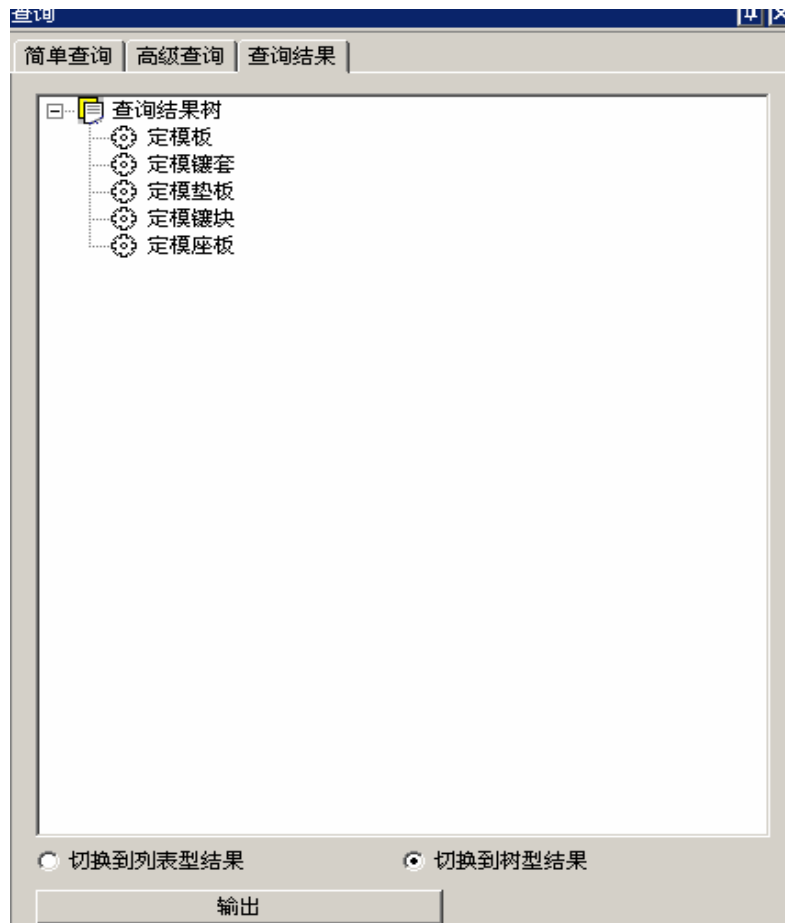 查询
简单查询 高级查询 查询结果
查询结果树
定模板
定模镶套
定模垫板
定模镶块
定模座板
切换到列表型结果 切换到树型结果
输出